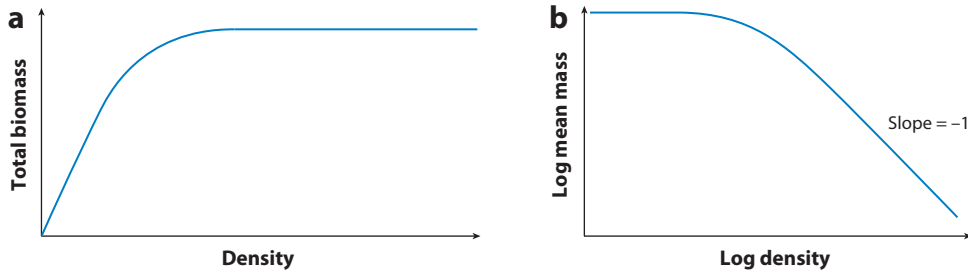 a
Total biomass
Density
b
Log mean mass
Slope = –1
Log density